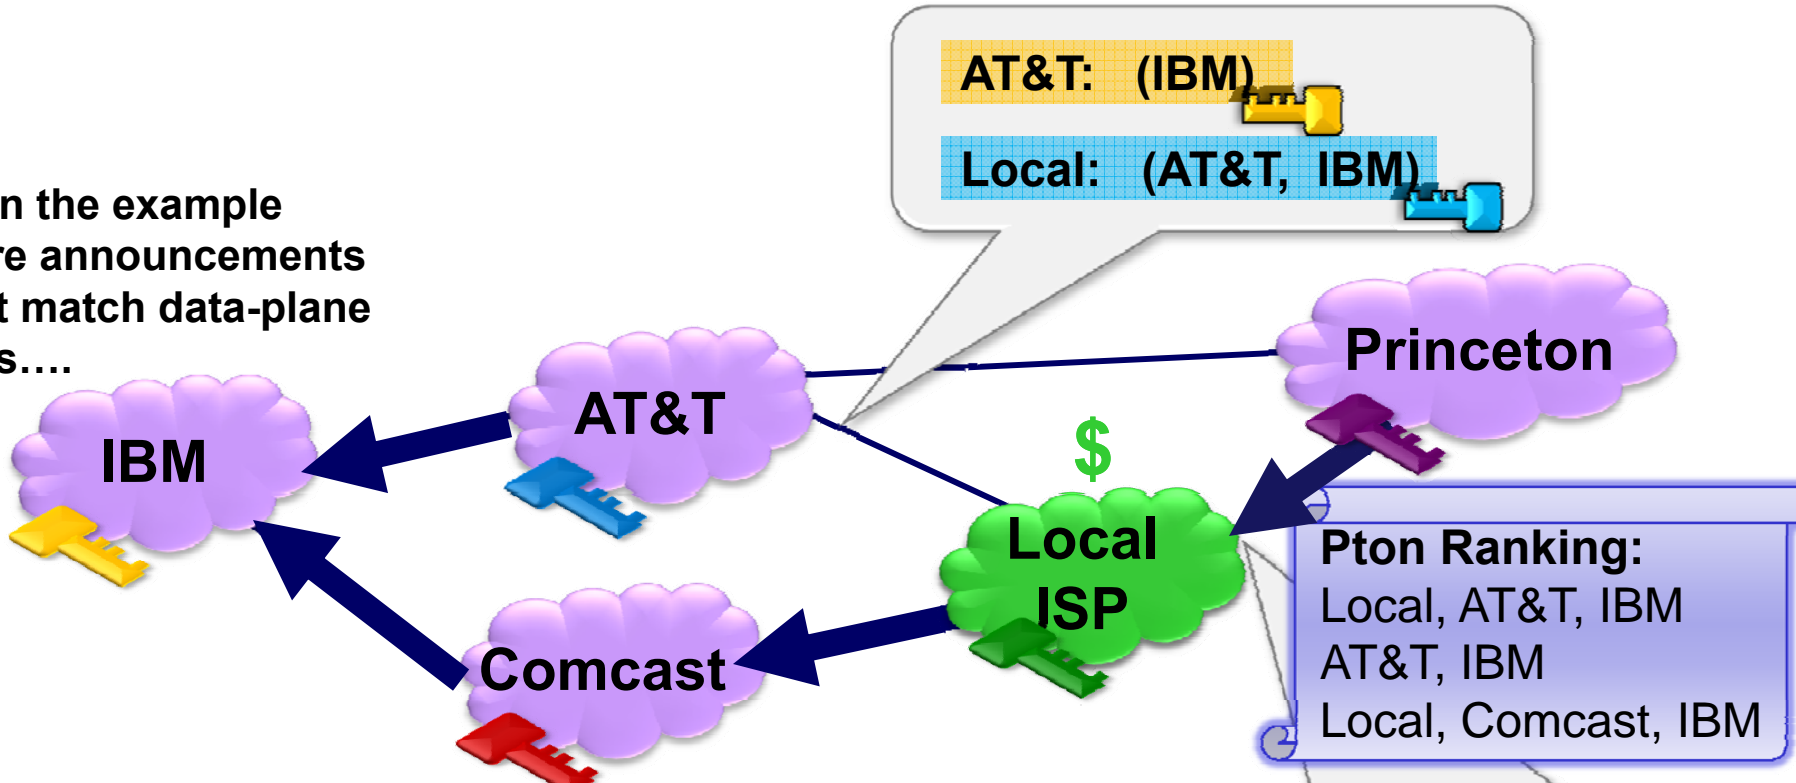 AT&T: (IBM)
Local: (AT&T, IBM)
n the example
re announcements
t match data-plane
s....
Princeton
AT&T
IBM
$
Local
ISP
Comcast
Pton Ranking:
Local, AT&T, IBM
AT&T, IBM
Local, Comcast, IBM